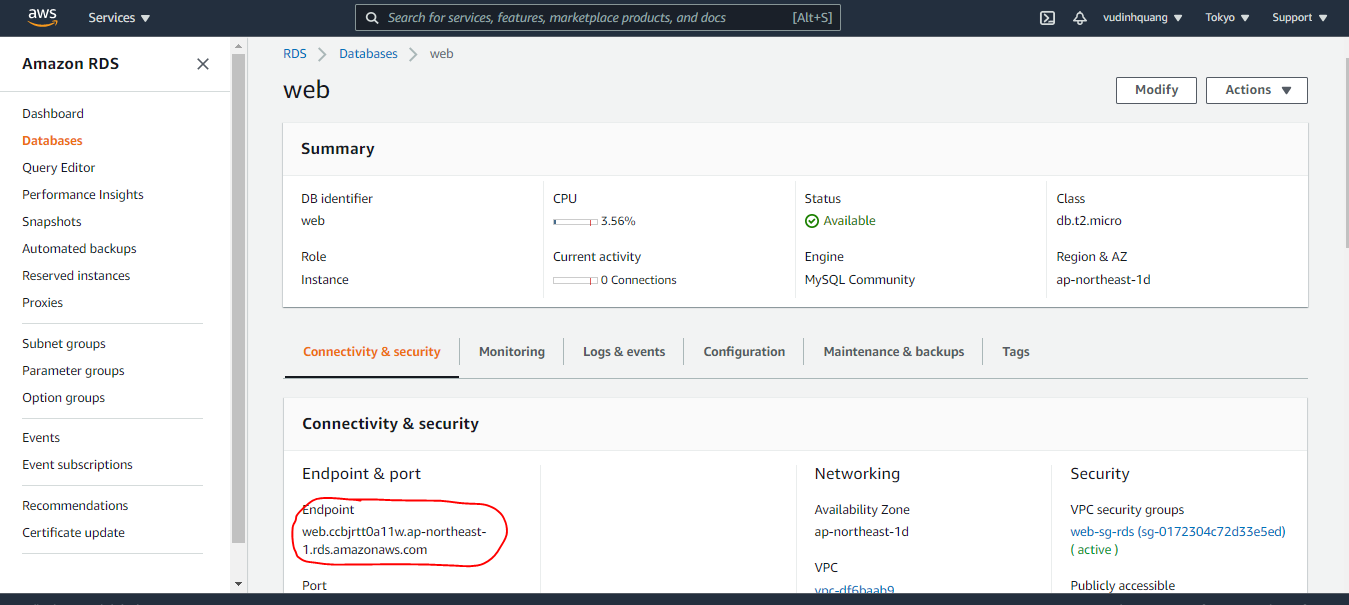 aws
Services
Search for services, features, marketplace products, and docs
[Alt+S]
vudinhquang
Tokyo
Support
Amazon RDS
Dashboard
Databases
Query Editor
Performance Insights
Snapshots
Automated backups
Reserved instances
Proxies
Subnet groups
Parameter groups
Option groups
Events
Event subscriptions
Recommendations
Certificate update
RDS
Databases
web
web
Modify
Actions
Summary
DB identifier
web
CPU
3.56%
Status
Available
Class
db.t2.micro
Role
Instance
Current activity
0 Connections
Engine
MySQL Community
Region & AZ
ap-northeast-1d
Connectivity & security
Monitoring
Logs & events
Configuration
Maintenance & backups
Tags
Connectivity & security
Endpoint & port
Endpoint
web.ccbjrtt0a11w.ap-northeast-
1.rds.amazonaws.com
Port
Networking
Availability Zone
ap-northeast-1d
VPC
vpc-df6baab9
Security
VPC security groups
web-sg-rds (sg-0172304c72d33e5ed)
( active )
Publicly accessible